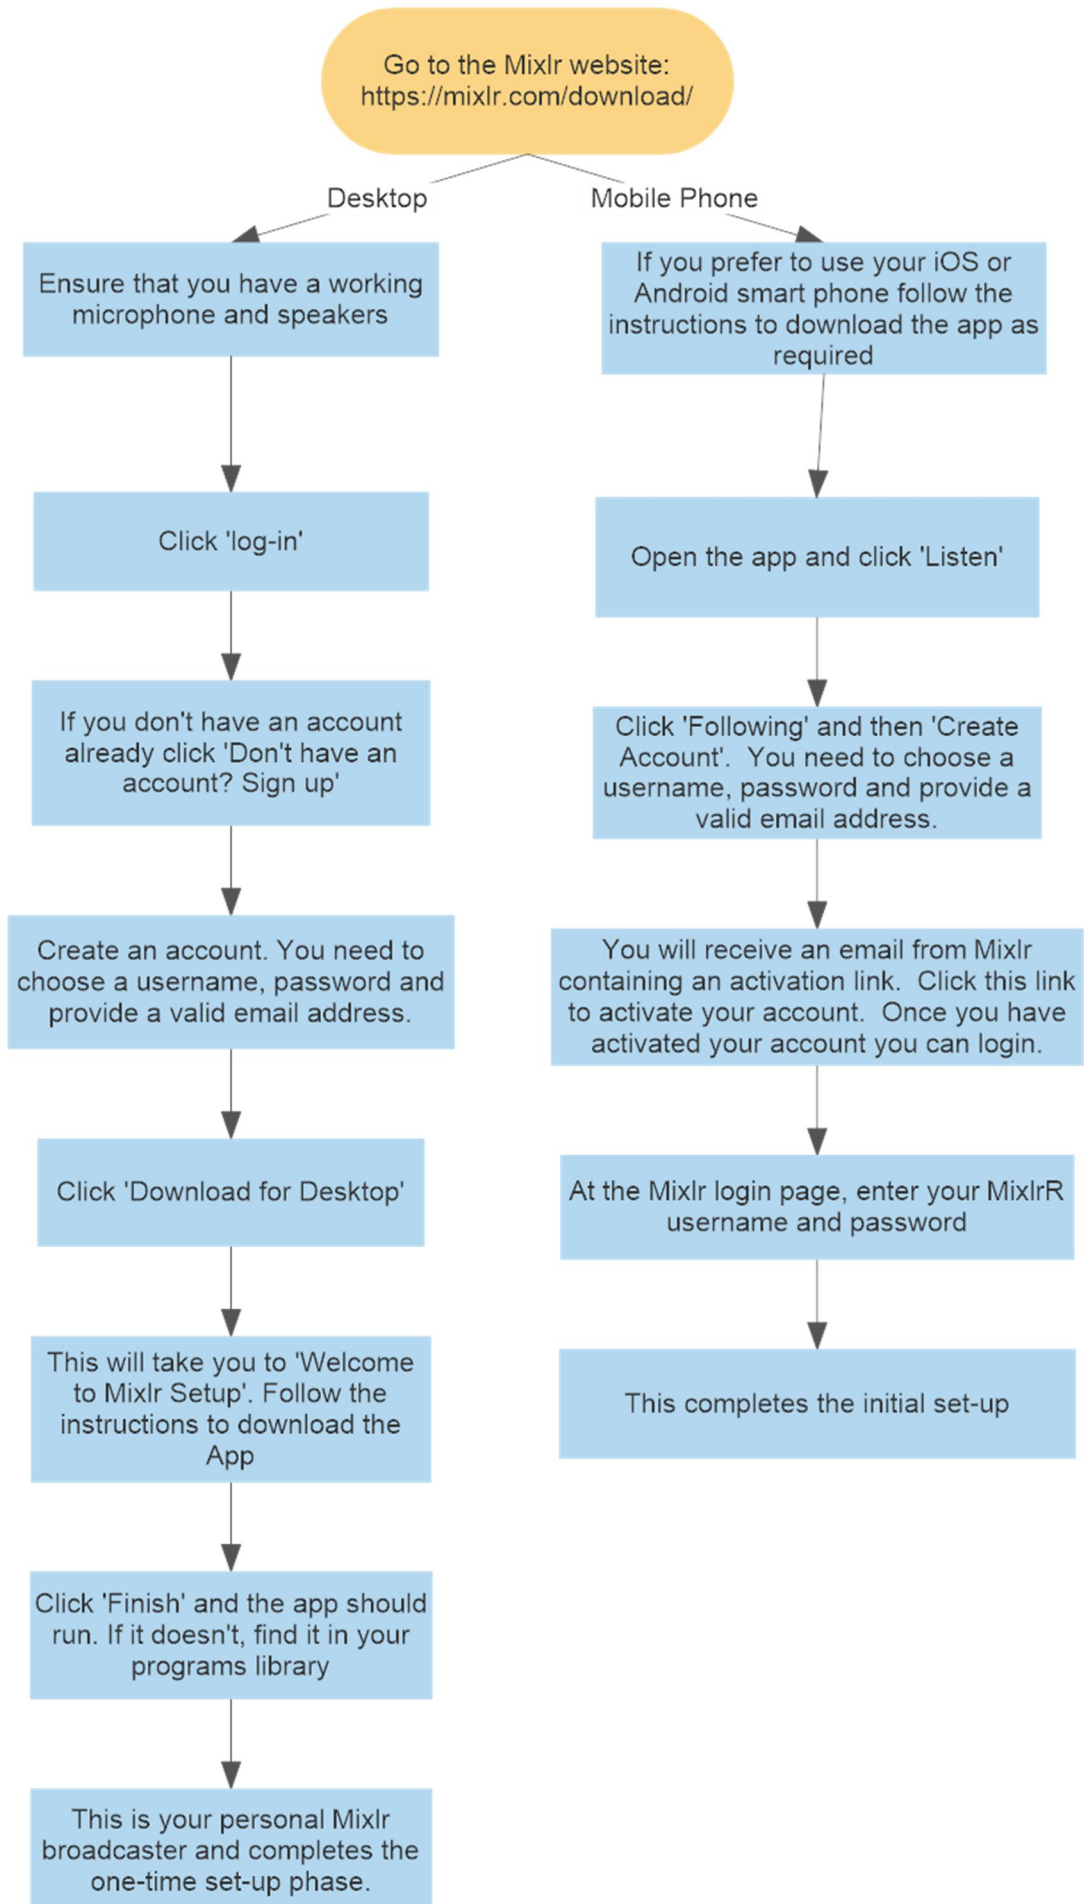 Go to the Mixlr website:
https://mixlr.com/download/
Desktop
Ensure that you have a working
microphone and speakers
Click 'log-in'
If you don't have an account
already click 'Don't have an
account? Sign up'
Create an account. You need to
choose a username, password and
provide a valid email address.
Click 'Download for Desktop'
This will take you to 'Welcome
to Mixlr Setup'. Follow the
instructions to download the
App
Click 'Finish' and the app should
run. If it doesn't, find it in your
programs library
This is your personal Mixlr
broadcaster and completes the
one-time set-up phase.
Mobile Phone
If you prefer to use your iOS or
Android smart phone follow the
instructions to download the app as
required
Open the app and click 'Listen'
Click 'Following' and then 'Create
Account'.  You need to choose a
username, password and provide a
valid email address.
You will receive an email from Mixlr
containing an activation link.  Click this link
to activate your account.  Once you have
activated your account you can login.
At the Mixlr login page, enter your MixlrR
username and password
This completes the initial set-up